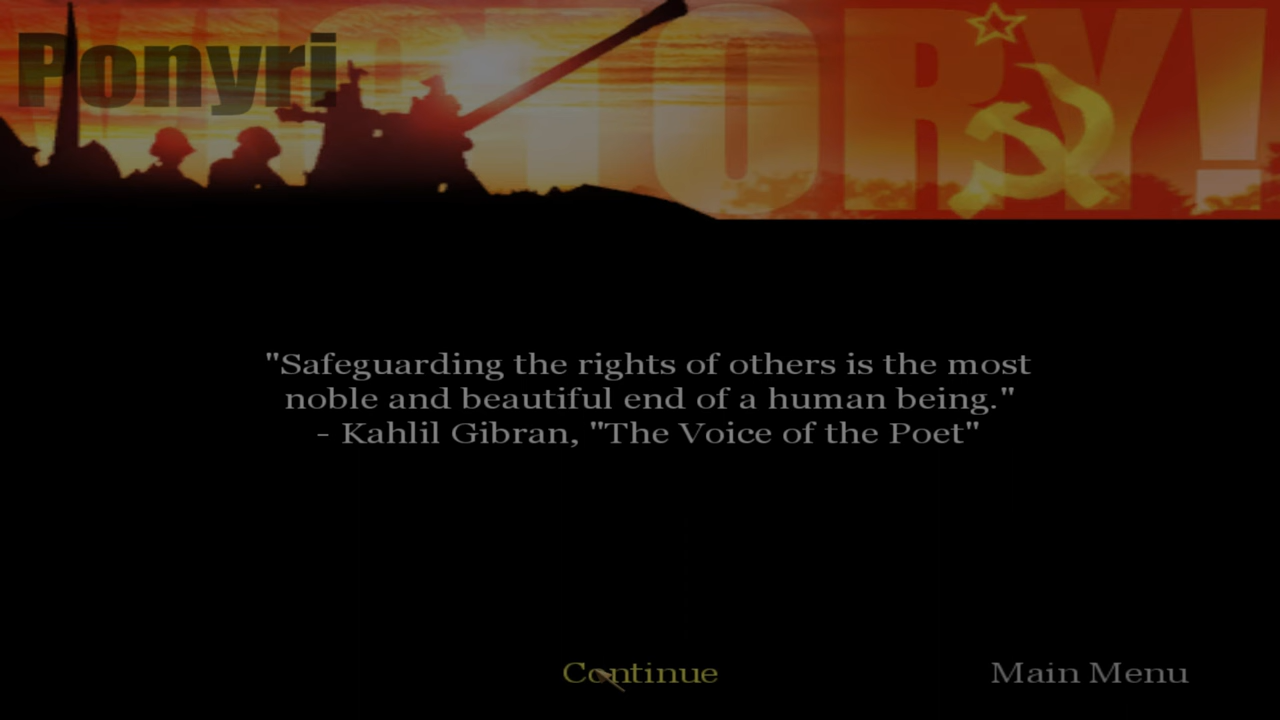 VICTORY!
Ponyri
"Safeguarding the rights of others is the most
noble and beautiful end of a human being."
- Kahlil Gibran, "The Voice of the Poet"
Continue
Main Menu